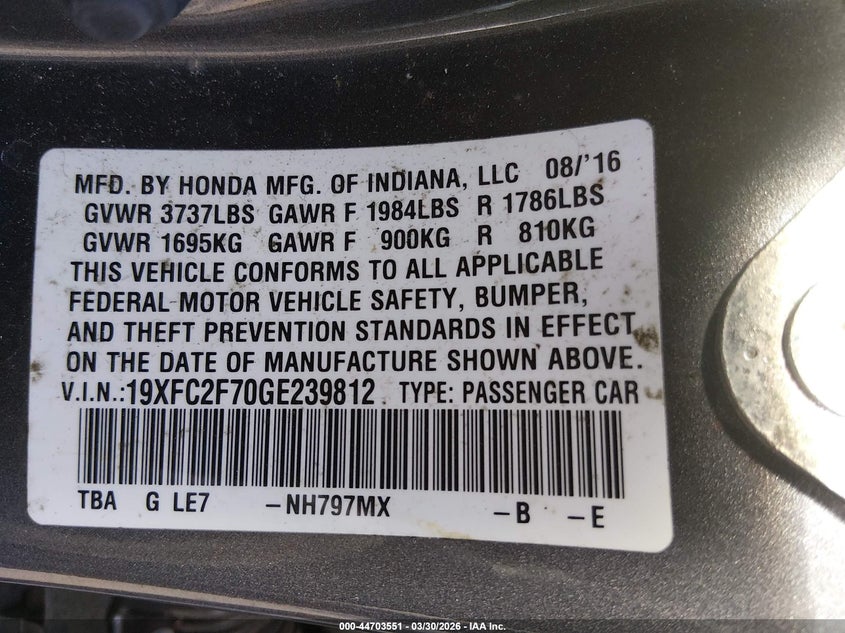 MFD. BY HONDA MFG. OF INDIANA, LLC 08/'16
GVWR 3737LBS GAWR F 1984LBS R 1786LBS
GVWR 1695KG GAWR F 900KG R 810KG
THIS VEHICLE CONFORMS TO ALL APPLICABLE
FEDERAL MOTOR VEHICLE SAFETY, BUMPER,
AND THEFT PREVENTION STANDARDS IN EFFECT
ON THE DATE OF MANUFACTURE SHOWN ABOVE.
V.I.N.:19XFC2F70GE239812 TYPE: PASSENGER CAR
TBA G LE7 -NH797MX -B -E
000-44703551 - 03/30/2026 - IAA Inc.